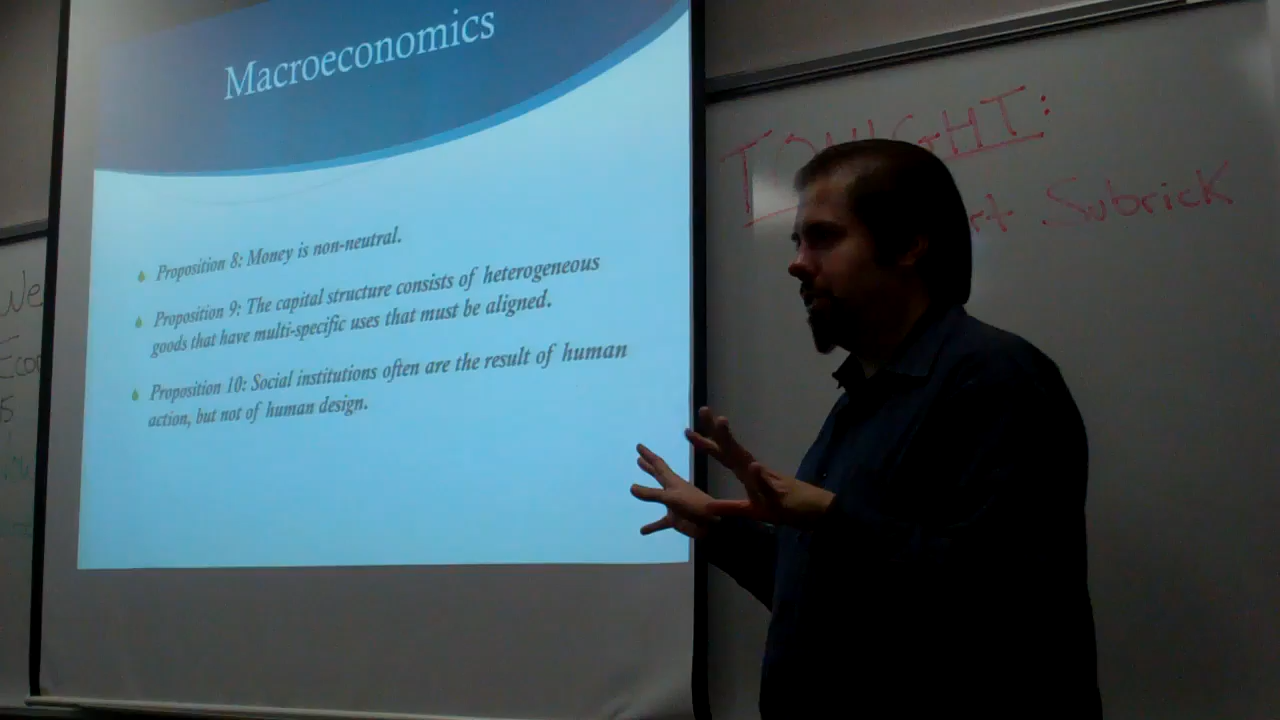 Macroeconomics
Proposition 8: Money is non-neutral.
Proposition 9: The capital structure consists of heterogeneous
goods that have multi-specific uses that must be aligned.
Proposition 10: Social institutions often are the result of human
action, but not of human design.
TONIGHT:
Subrick
We
5